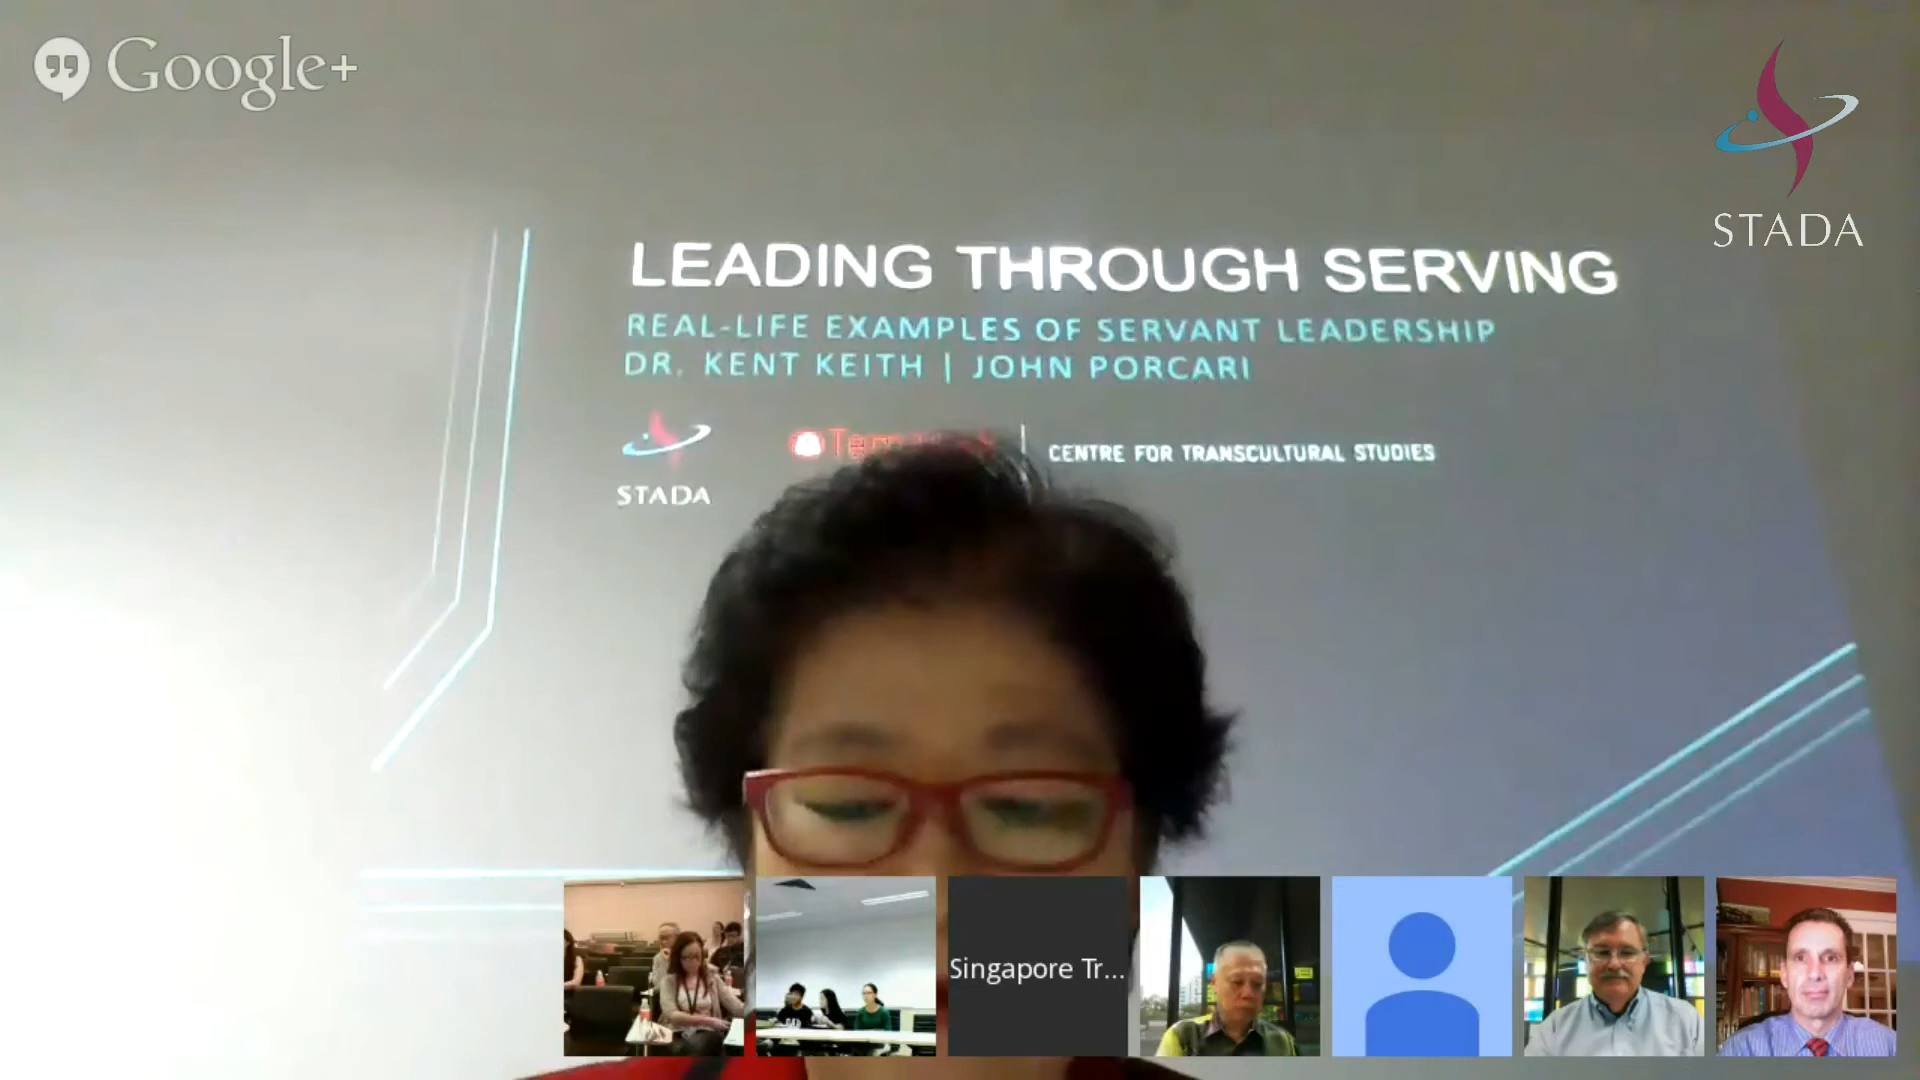 Google+
STADA
LEADING THROUGH SERVING
REAL-LIFE EXAMPLES OF SERVANT LEADERSHIP
DR. KENT KEITH | JOHN PORCARI
CENTRE FOR TRANSCULTURAL STUDIES
STADA
Singapore Tr...